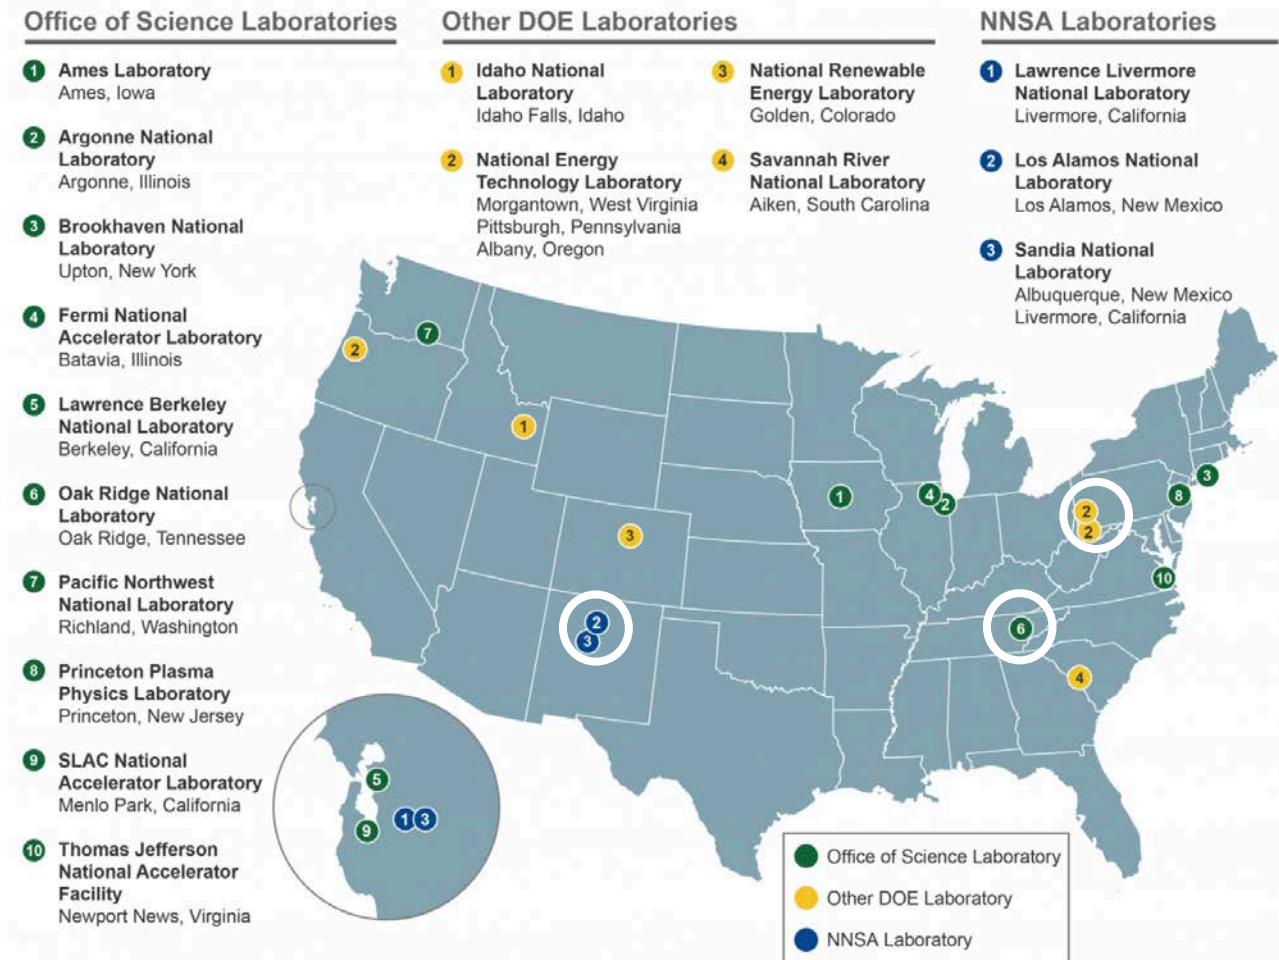 Office of Science Laboratories
1 Ames Laboratory
Ames, Iowa
2 Argonne National
Laboratory
Argonne, Illinois
3 Brookhaven National
Laboratory
Upton, New York
4 Fermi National
Accelerator Laboratory
Batavia, Illinois
5 Lawrence Berkeley
National Laboratory
Berkeley, California
6 Oak Ridge National
Laboratory
Oak Ridge, Tennessee
7 Pacific Northwest
National Laboratory
Richland, Washington
8 Princeton Plasma
Physics Laboratory
Princeton, New Jersey
9 SLAC National
Accelerator Laboratory
Menlo Park, California
10 Thomas Jefferson
National Accelerator
Facility
Newport News, Virginia
Other DOE Laboratories
1 Idaho National
Laboratory
Idaho Falls, Idaho
2 National Energy
Technology Laboratory
Morgantown, West Virginia
Pittsburgh, Pennsylvania
Albany, Oregon
3 National Renewable
Energy Laboratory
Golden, Colorado
4 Savannah River
National Laboratory
Aiken, South Carolina
NNSA Laboratories
1 Lawrence Livermore
National Laboratory
Livermore, California
2 Los Alamos National
Laboratory
Los Alamos, New Mexico
3 Sandia National
Laboratory
Albuquerque, New Mexico
Livermore, California
7
2
1
3
1
4
2
2
2
8
3
10
6
4
2
3
5
1
3
9
Office of Science Laboratory
Other DOE Laboratory
NNSA Laboratory